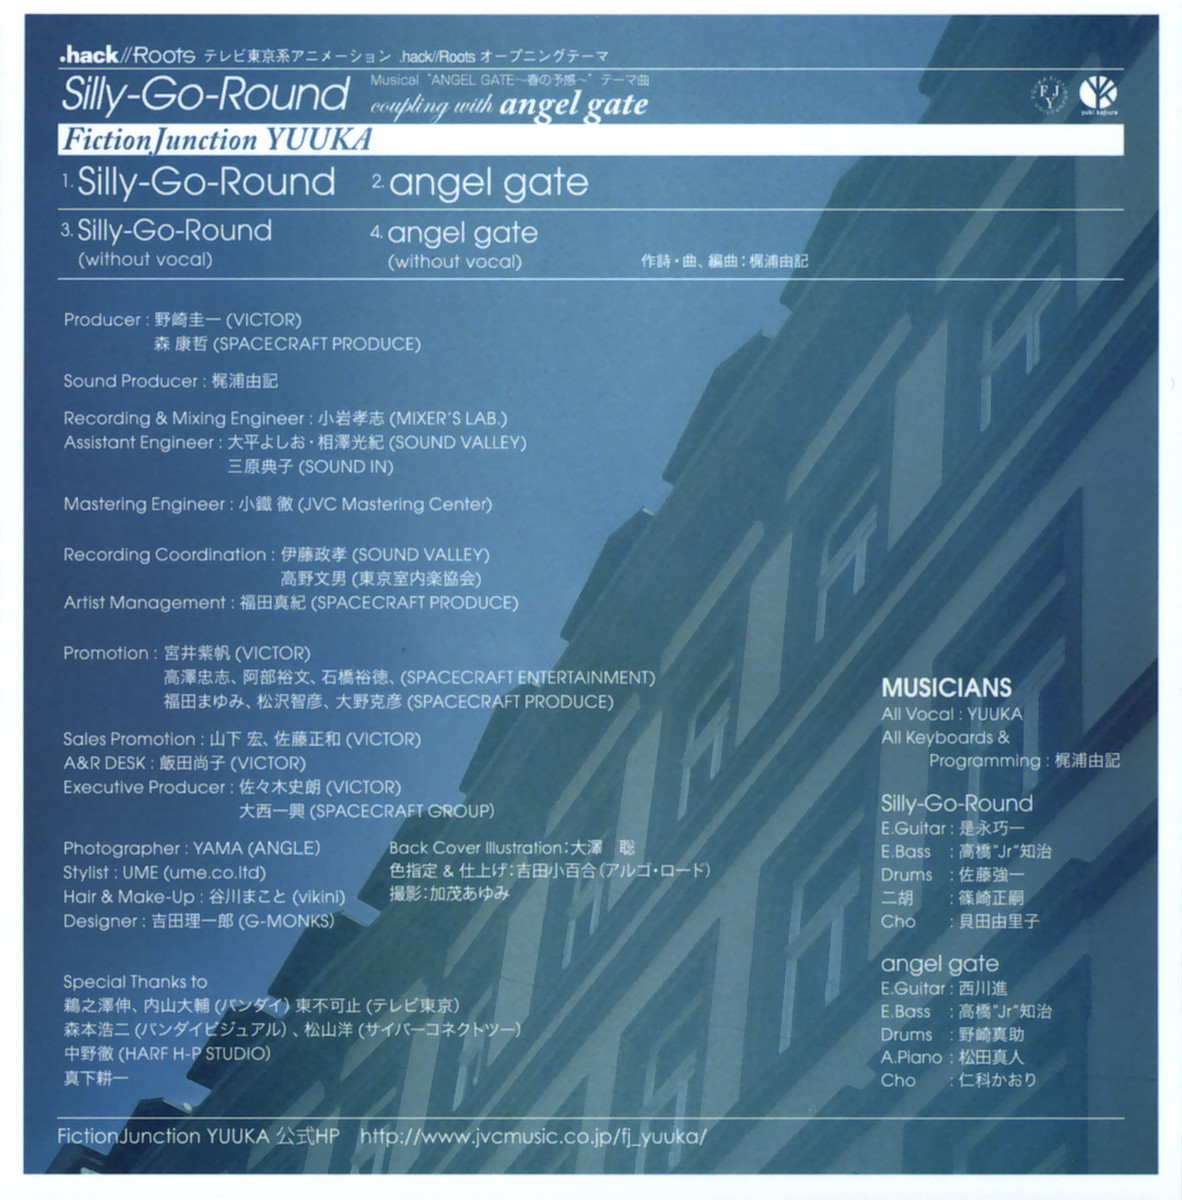 .hack//Roots テレビ東京系アニメーション .hack//Roots オープニングテーマ
Silly-Go-Round Musical "ANGEL GATE～春の予感～" テーマ曲
coupling with angel gate
FJY
yuki kajiura
FictionJunction YUUKA
1. Silly-Go-Round 2. angel gate
3. Silly-Go-Round 4. angel gate
(without vocal) (without vocal) 作詩・曲、編曲：梶浦由記
Producer : 野崎圭一 (VICTOR)
森 康哲 (SPACECRAFT PRODUCE)
Sound Producer : 梶浦由記
Recording & Mixing Engineer : 小岩孝志 (MIXER'S LAB.)
Assistant Engineer : 大平よしお・相澤光紀 (SOUND VALLEY)
三原典子 (SOUND IN)
Mastering Engineer : 小鐵 徹 (JVC Mastering Center)
Recording Coordination : 伊藤政孝 (SOUND VALLEY)
高野文男 (東京室内楽協会)
Artist Management : 福田真紀 (SPACECRAFT PRODUCE)
Promotion : 宮井紫帆 (VICTOR)
高澤忠志、阿部裕文、石橋裕徳、(SPACECRAFT ENTERTAINMENT)
福田まゆみ、松沢智彦、大野克彦 (SPACECRAFT PRODUCE)
Sales Promotion : 山下 宏、佐藤正和 (VICTOR)
A&R DESK : 飯田尚子 (VICTOR)
Executive Producer : 佐々木史朗 (VICTOR)
大西一興 (SPACECRAFT GROUP)
Photographer : YAMA (ANGLE)
Stylist : UME (ume.co.ltd)
Hair & Make-Up : 谷川まこと (vikini)
Designer : 吉田理一郎 (G-MONKS)
Back Cover Illustration：大澤 聡
色指定 & 仕上げ：吉田小百合（アルゴ・ロード）
撮影：加茂あゆみ
Special Thanks to
鵜之澤伸、内山大輔 (バンダイ) 東不可止 (テレビ東京)
森本浩二 (バンダイビジュアル) 、松山洋 (サイバーコネクトツー)
中野徹 (HARF H-P STUDIO)
真下耕一
MUSICIANS
All Vocal : YUUKA
All Keyboards &
Programming : 梶浦由記
Silly-Go-Round
E.Guitar : 是永巧一
E.Bass : 高橋"Jr"知治
Drums : 佐藤強一
二胡 : 篠崎正嗣
Cho : 貝田由里子
angel gate
E.Guitar : 西川進
E.Bass : 高橋"Jr"知治
Drums : 野崎真助
A.Piano : 松田真人
Cho : 仁科かおり
FictionJunction YUUKA 公式HP http://www.jvcmusic.co.jp/fj_yuuka/